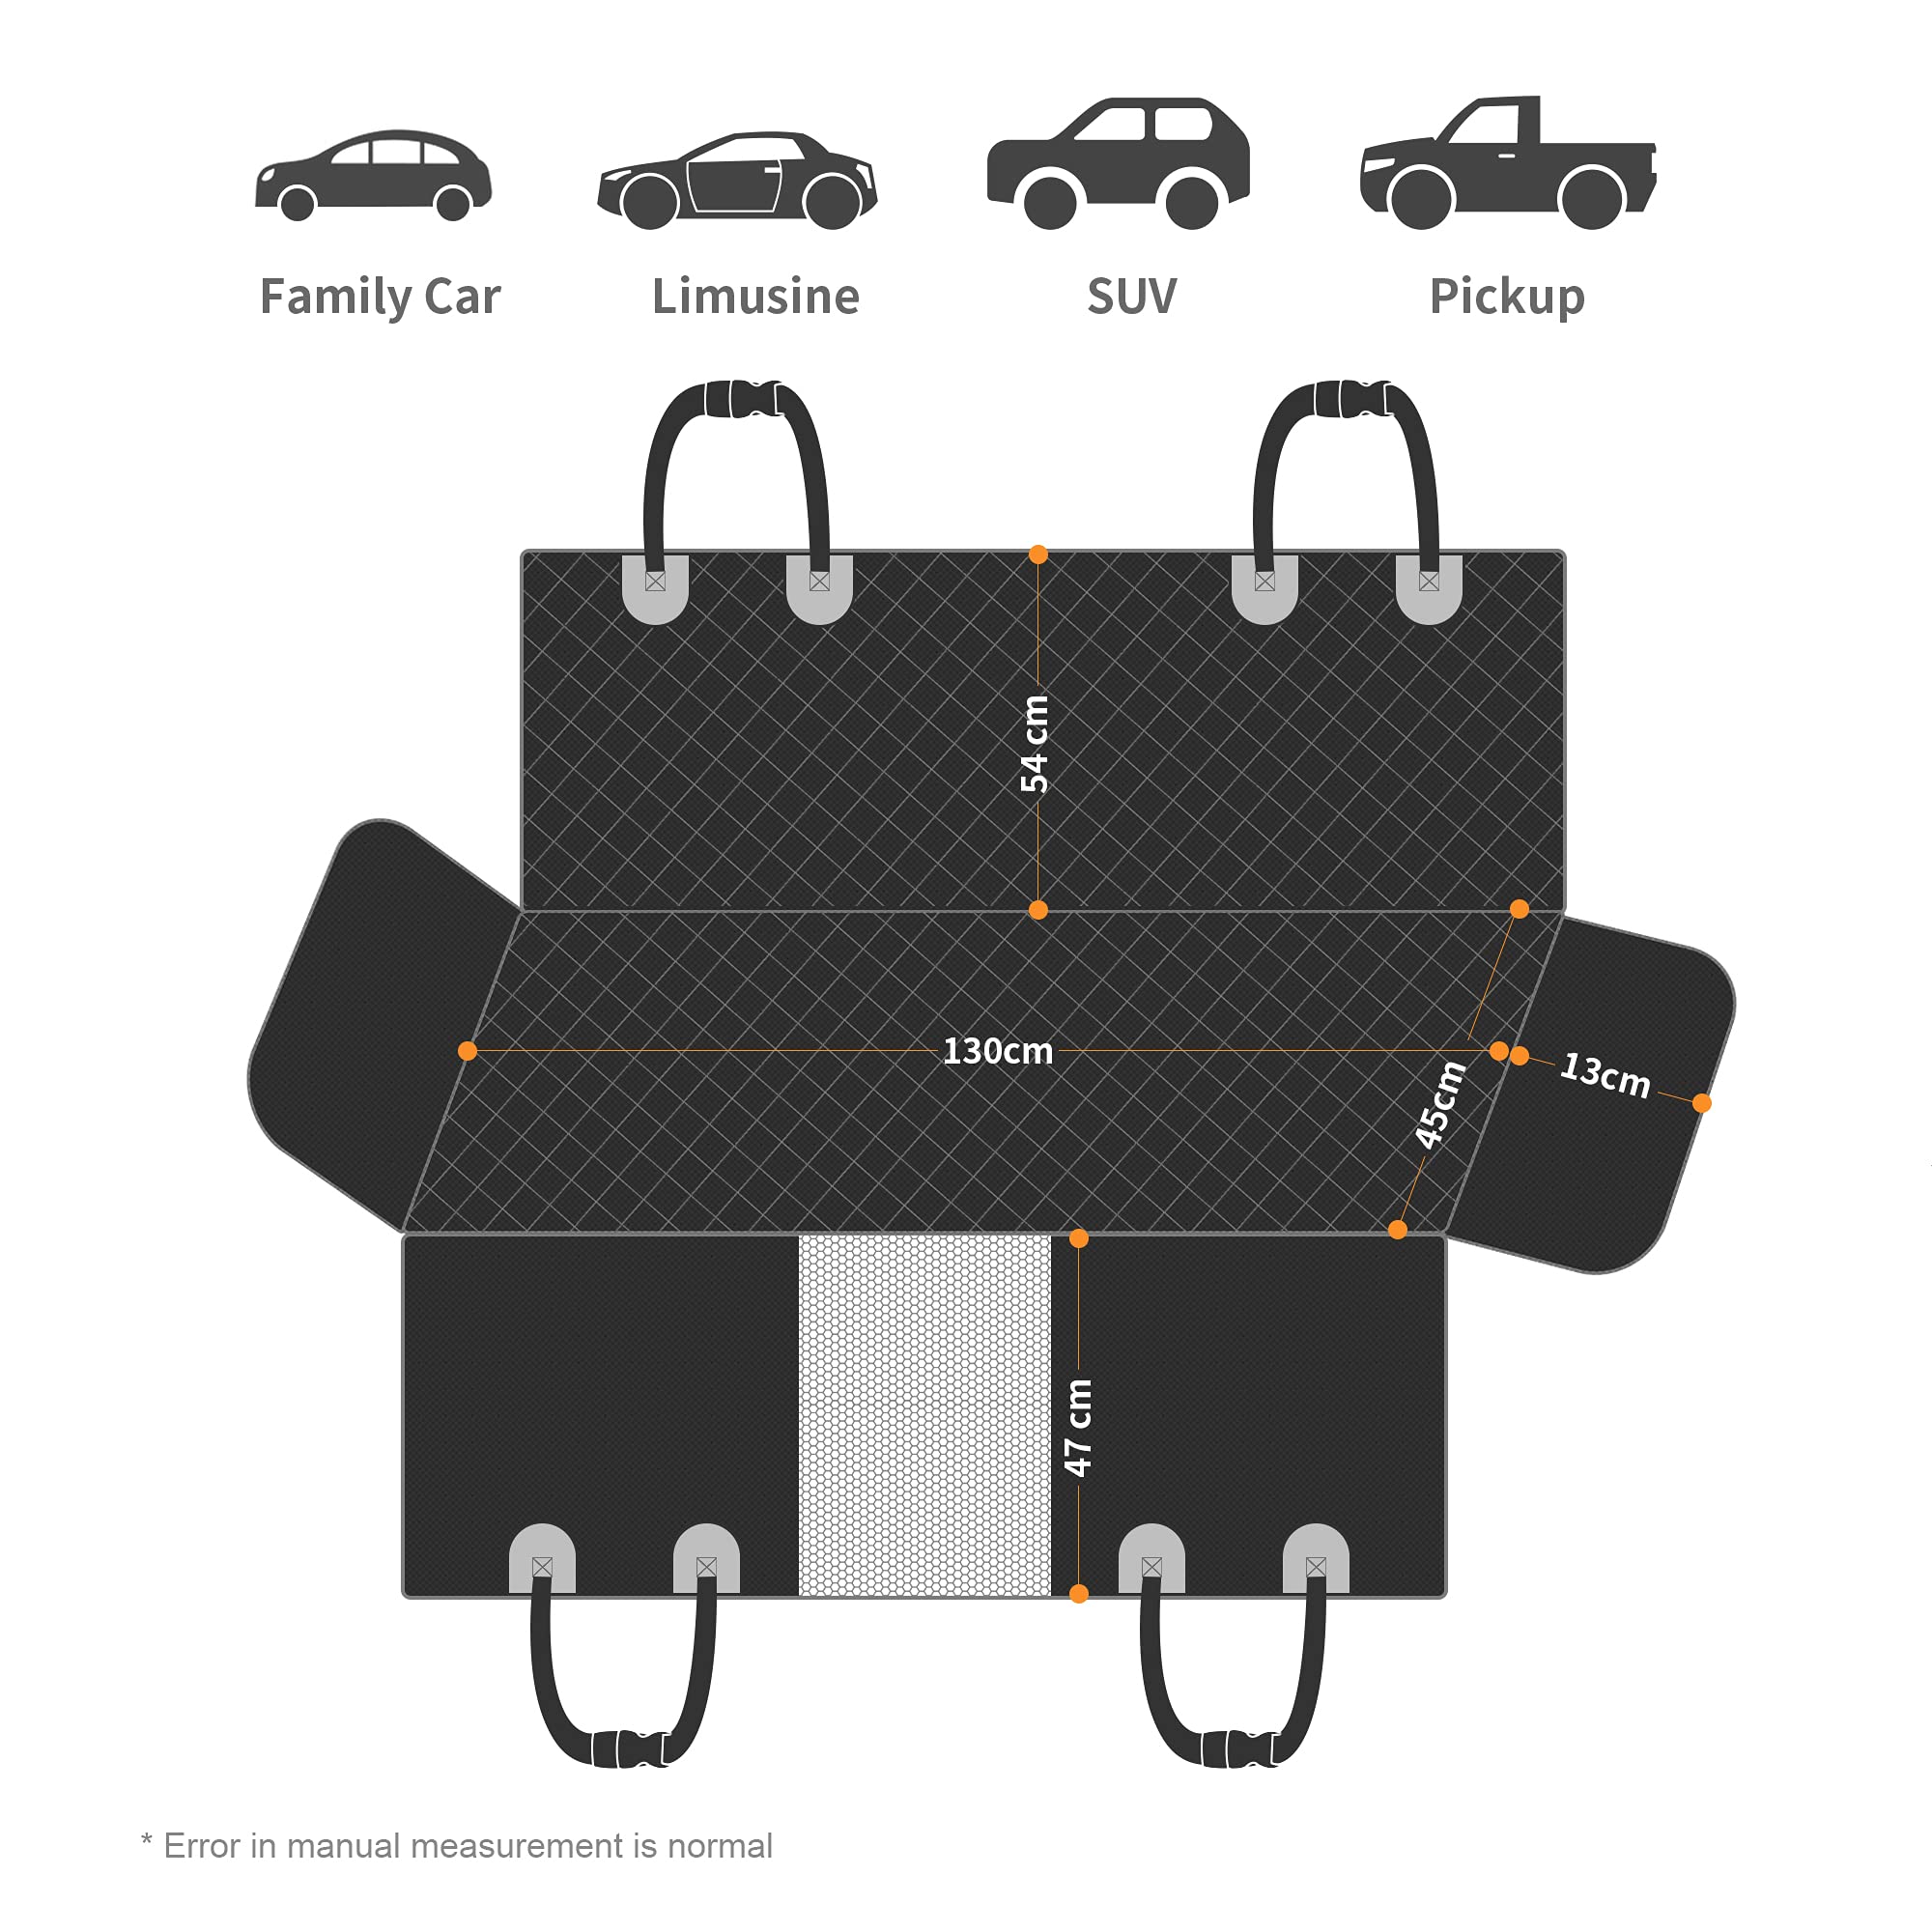 Family Car
Limusine
SUV
Pickup
54 cm
130cm
45cm
13cm
47 cm
* Error in manual measurement is normal